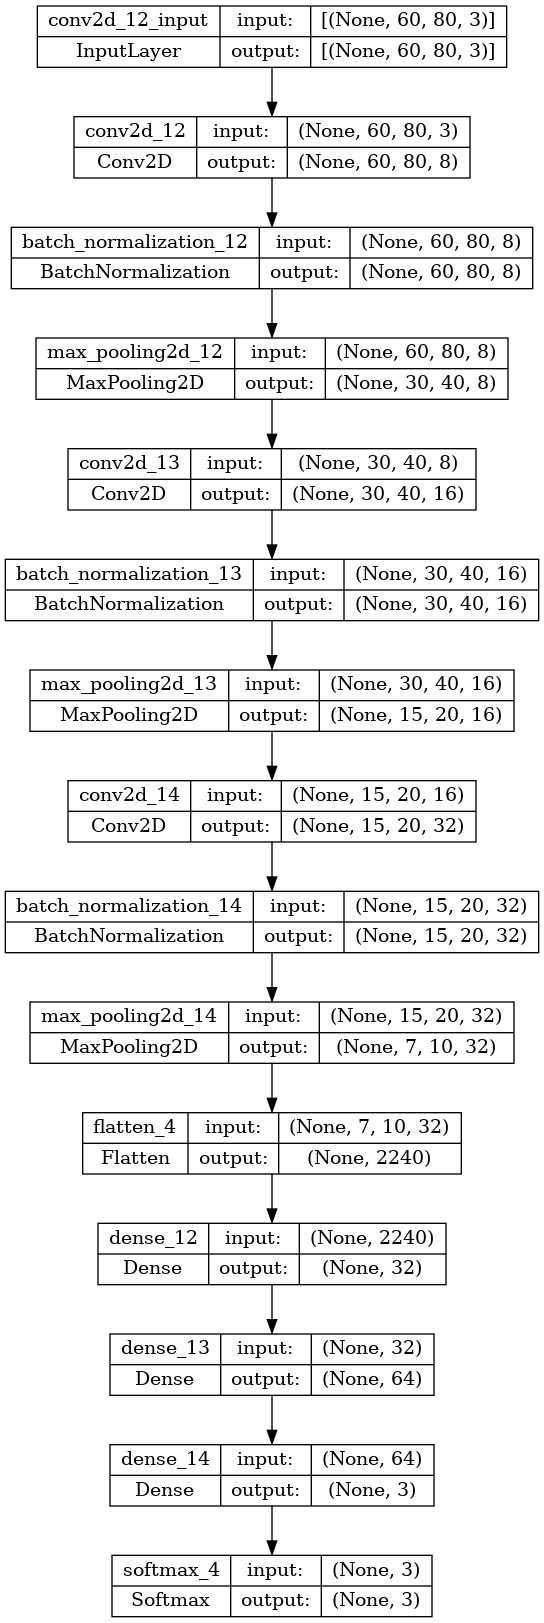 conv2d_12_input input: [(None, 60, 80, 3)]
InputLayer output: [(None, 60, 80, 3)]
conv2d_12 input: (None, 60, 80, 3)
Conv2D output: (None, 60, 80, 8)
batch_normalization_12 input: (None, 60, 80, 8)
BatchNormalization output: (None, 60, 80, 8)
max_pooling2d_12 input: (None, 60, 80, 8)
MaxPooling2D output: (None, 30, 40, 8)
conv2d_13 input: (None, 30, 40, 8)
Conv2D output: (None, 30, 40, 16)
batch_normalization_13 input: (None, 30, 40, 16)
BatchNormalization output: (None, 30, 40, 16)
max_pooling2d_13 input: (None, 30, 40, 16)
MaxPooling2D output: (None, 15, 20, 16)
conv2d_14 input: (None, 15, 20, 16)
Conv2D output: (None, 15, 20, 32)
batch_normalization_14 input: (None, 15, 20, 32)
BatchNormalization output: (None, 15, 20, 32)
max_pooling2d_14 input: (None, 15, 20, 32)
MaxPooling2D output: (None, 7, 10, 32)
flatten_4 input: (None, 7, 10, 32)
Flatten output: (None, 2240)
dense_12 input: (None, 2240)
Dense output: (None, 32)
dense_13 input: (None, 32)
Dense output: (None, 64)
dense_14 input: (None, 64)
Dense output: (None, 3)
softmax_4 input: (None, 3)
Softmax output: (None, 3)